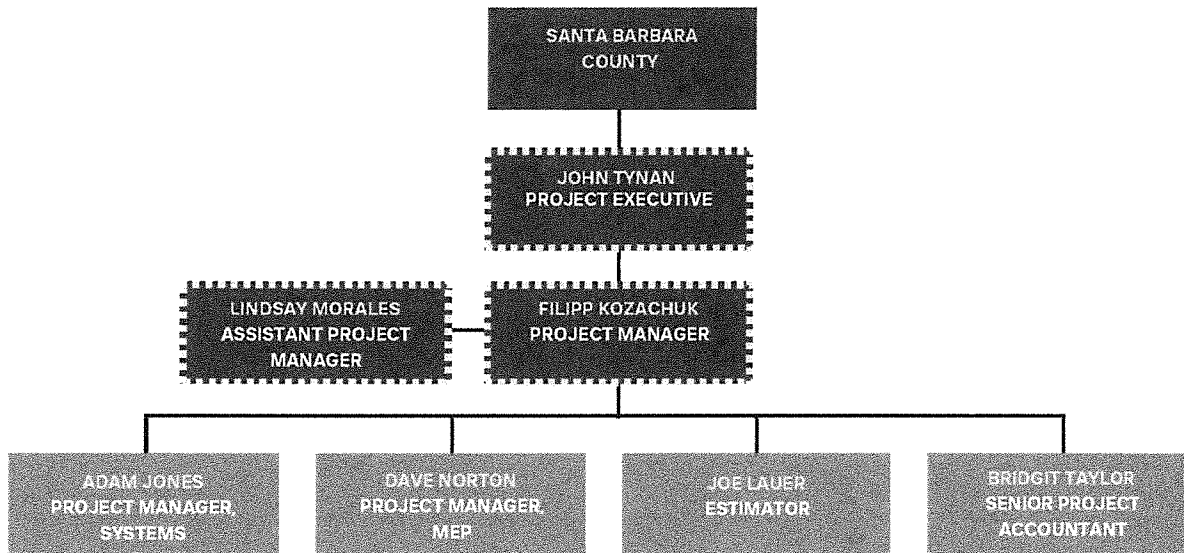 SANTA BARBARA
COUNTY
JOHN TYNAN
PROJECT EXECUTIVE
LINDSAY MORALES
ASSISTANT PROJECT
MANAGER
FILIPP KOZACHUK
PROJECT MANAGER
ADAM JONES
PROJECT MANAGER,
SYSTEMS
DAVE NORTON
PROJECT MANAGER,
MEP
JOE LAUER
ESTIMATOR
BRIDGIT TAYLOR
SENIOR PROJECT
ACCOUNTANT